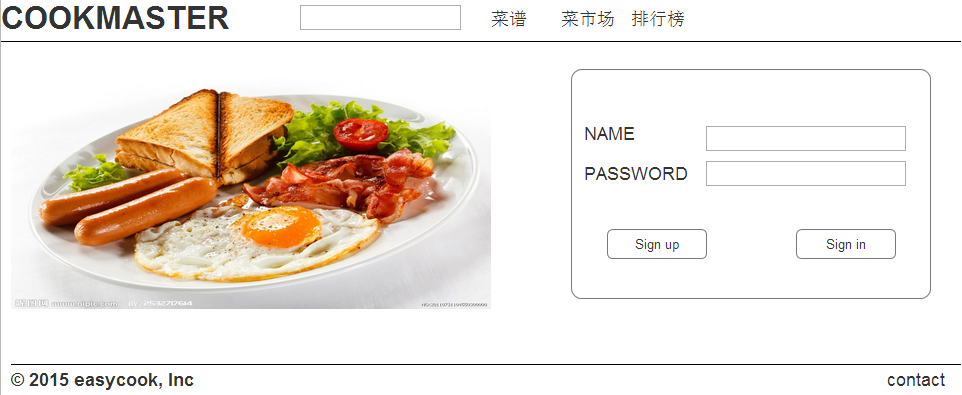 COOKMASTER 菜谱 菜市场 排行榜
NAME
PASSWORD
Sign up Sign in
© 2015 easycook, Inc contact